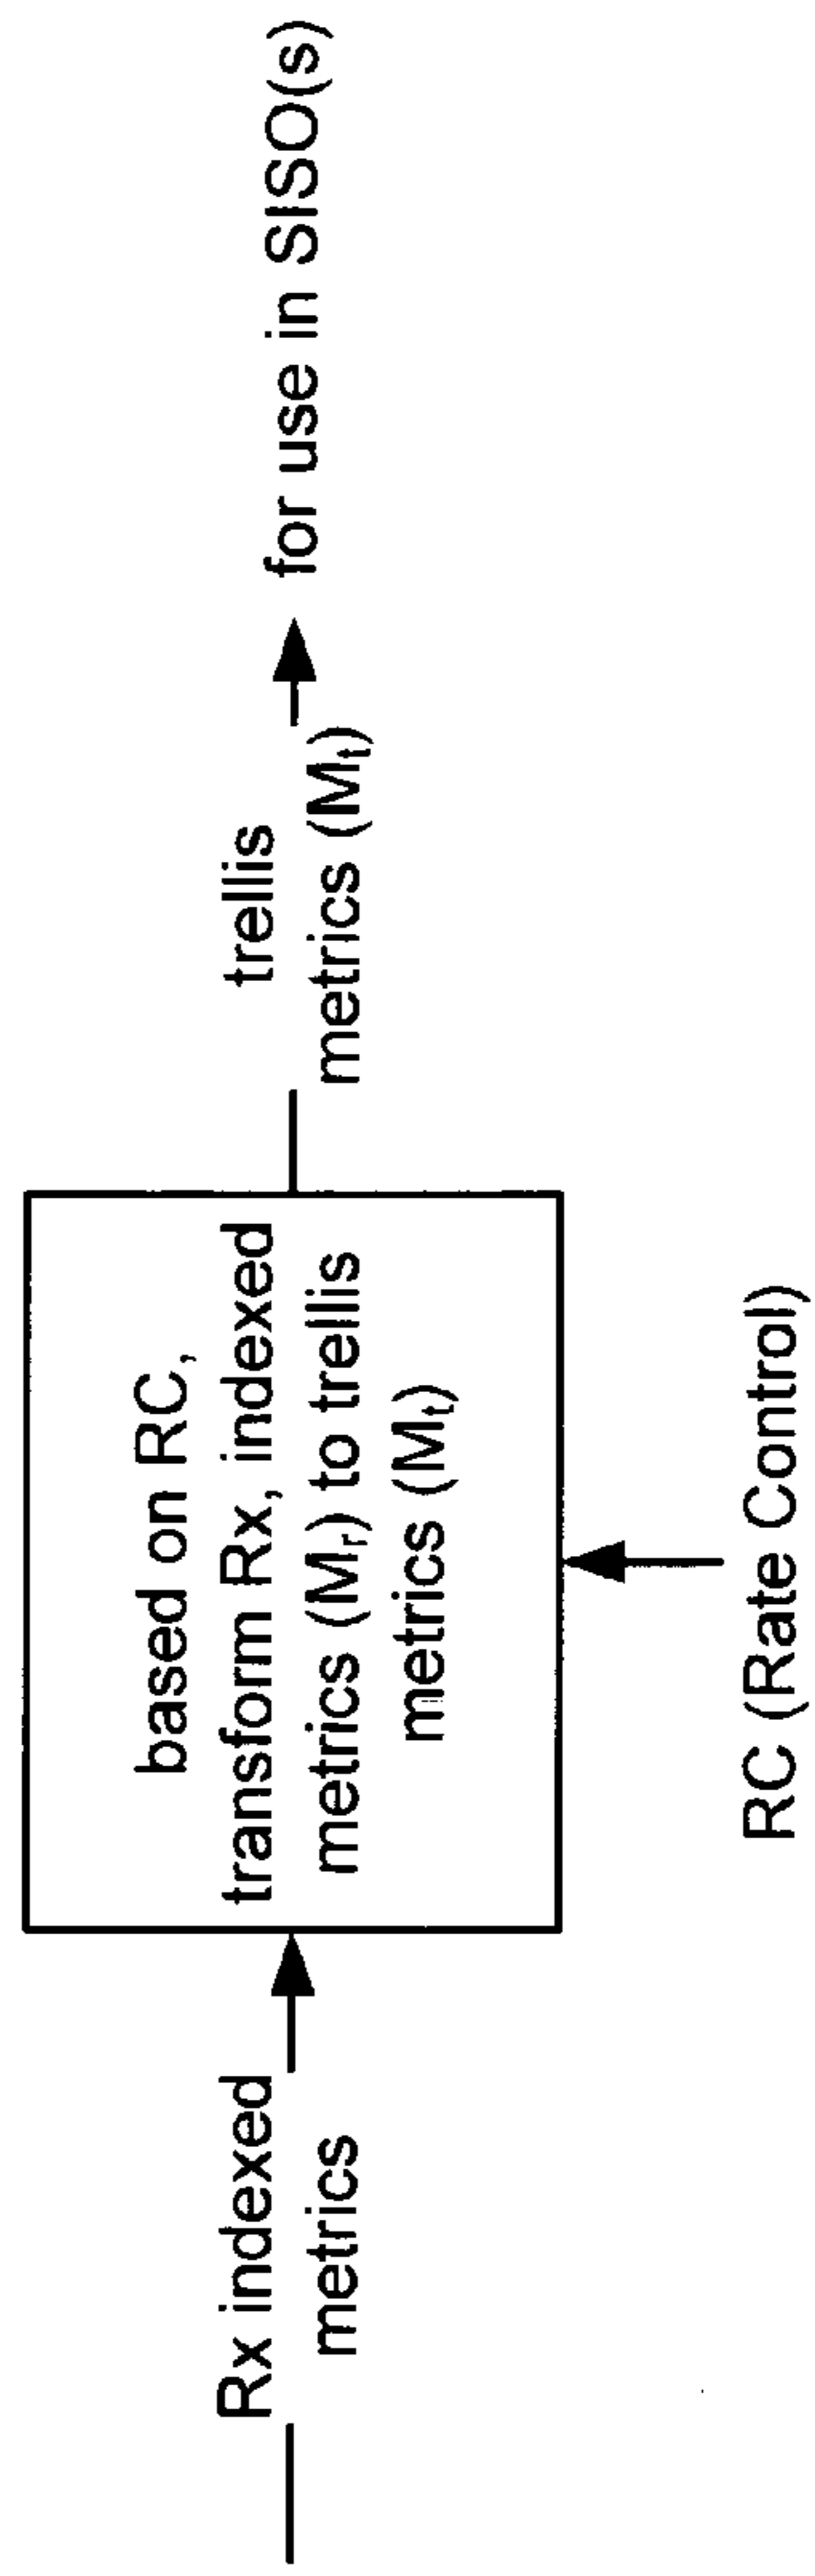 Rx indexed
metrics
based on RC,
transform Rx, indexed
metrics (Mr) to trellis
metrics (Mt)
RC (Rate Control)
trellis
metrics (Mt)
for use in SISO(s)